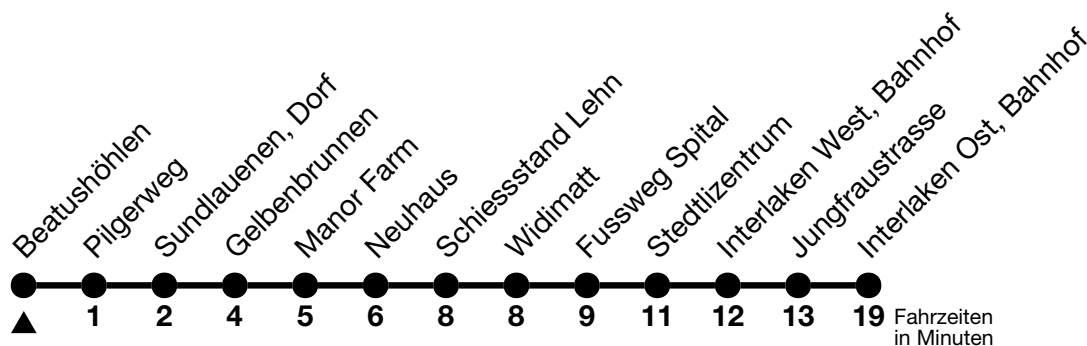 Beatushöhlen
Pilgerweg
Sundlauenen, Dorf
Gelbenbrunnen
Manor Farm
Neuhaus
Schiessstand Lehn
Widimatt
Fussweg Spital
Stedtlizentrum
Interlaken West, Bahnhof
Jungfraustrasse
Interlaken Ost, Bahnhof
1 2 4 5 6 8 8 9 11 12 13 19
Fahrzeiten
in Minuten